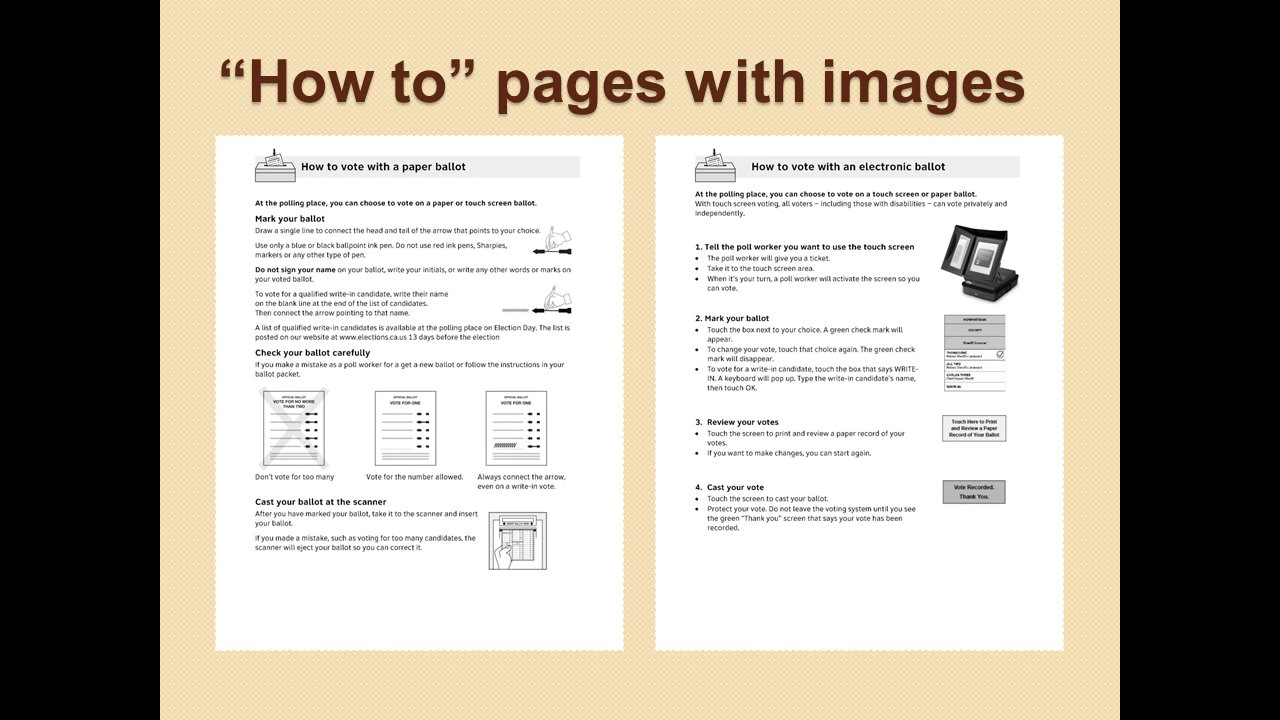 “How to” pages with images
How to vote with a paper ballot
At the polling place, you can choose to vote on a paper or touch screen ballot.
Mark your ballot
Draw a single line to connect the head and tail of the arrow that points to your choice.
Use only a blue or black ballpoint ink pen. Do not use red ink pens, Sharpies,
markers or any other type of pen.
Do not sign your name on your ballot, write your initials, or write any other words or marks on
your voted ballot.
To vote for a qualified write-in candidate, write their name
on the blank line at the end of the list of candidates.
Then connect the arrow pointing to that name.
A list of qualified write-in candidates is available at the polling place on Election Day. The list is
posted on our website at www.elections.ca.us 13 days before the election
Check your ballot carefully
If you make a mistake as a poll worker for a get a new ballot or follow the instructions in your
ballot packet.
OFFICIAL BALLOT
VOTE FOR NO MORE
THAN TWO
OFFICIAL BALLOT
VOTE FOR ONE
OFFICIAL BALLOT
VOTE FOR ONE
Don't vote for too many
Vote for the number allowed.
Always connect the arrow,
even on a write-in vote.
Cast your ballot at the scanner
After you have marked your ballot, take it to the scanner and insert
your ballot.
If you made a mistake, such as voting for too many candidates, the
scanner will eject your ballot so you can correct it.
How to vote with an electronic ballot
At the polling place, you can choose to vote on a touch screen or paper ballot.
With touch screen voting, all voters – including those with disabilities – can vote privately and
independently.
1. Tell the poll worker you want to use the touch screen
• The poll worker will give you a ticket.
• Take it to the touch screen area.
• When it's your turn, a poll worker will activate the screen so you
can vote.
2. Mark your ballot
• Touch the box next to your choice. A green check mark will
appear.
• To change your vote, touch that choice again. The green check
mark will disappear.
• To vote for a write-in candidate, touch the box that says WRITE-
IN. A keyboard will pop up. Type the write-in candidate's name,
then touch OK.
NONPARTISAN
COUNTY
Sheriff-Coroner
ALL TWO
CARLOS THREE
WRITE-IN
3. Review your votes
• Touch the screen to print and review a paper record of your
votes.
• If you want to make changes, you can start again.
Touch Here to Print
and Review a Paper
Record of Your Ballot
4. Cast your vote
• Touch the screen to cast your ballot.
• Protect your vote. Do not leave the voting system until you see
the green "Thank you" screen that says your vote has been
recorded.
Vote Recorded.
Thank You.